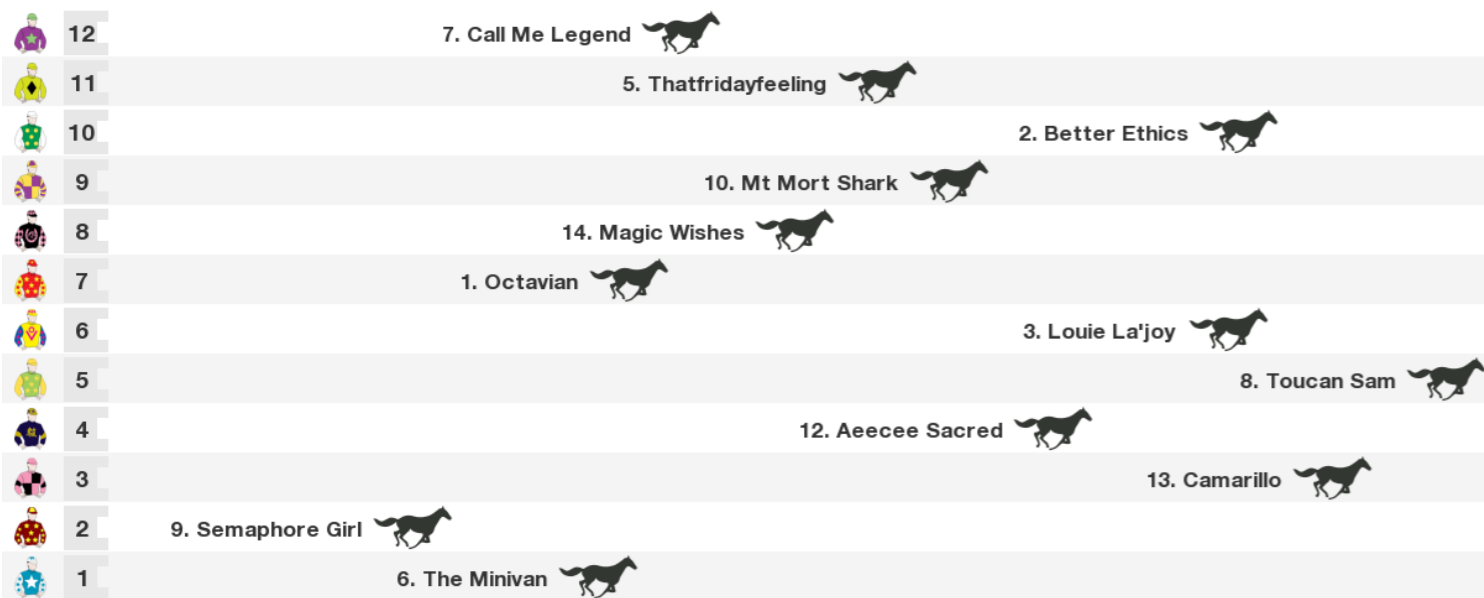 12 7. Call Me Legend
11 5. Thatfridayfeeling
10 2. Better Ethics
9 10. Mt Mort Shark
8 14. Magic Wishes
7 1. Octavian
6 3. Louie La'joy
5 8. Toucan Sam
4 12. Aeecee Sacred
3 13. Camarillo
2 9. Semaphore Girl
1 6. The Minivan